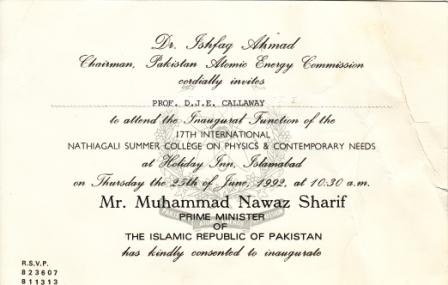 Dr. Ishfaq Ahmad
Chairman, Pakistan Atomic Energy Commission
cordially invites
PROF. D.J.E. CALLAWAY
to attend the Inaugural Function of the
17TH INTERNATIONAL
NATHIAGALI SUMMER COLLEGE ON PHYSICS & CONTEMPORARY NEEDS
at Holiday Inn, Islamabad
on Thursday the 25th of June, 1992, at 10:30 a.m.
Mr. Muhammad Nawaz Sharif
PRIME MINISTER
OF
THE ISLAMIC REPUBLIC OF PAKISTAN
has kindly consented to inaugurate
R.S.V.P.
823607
811313